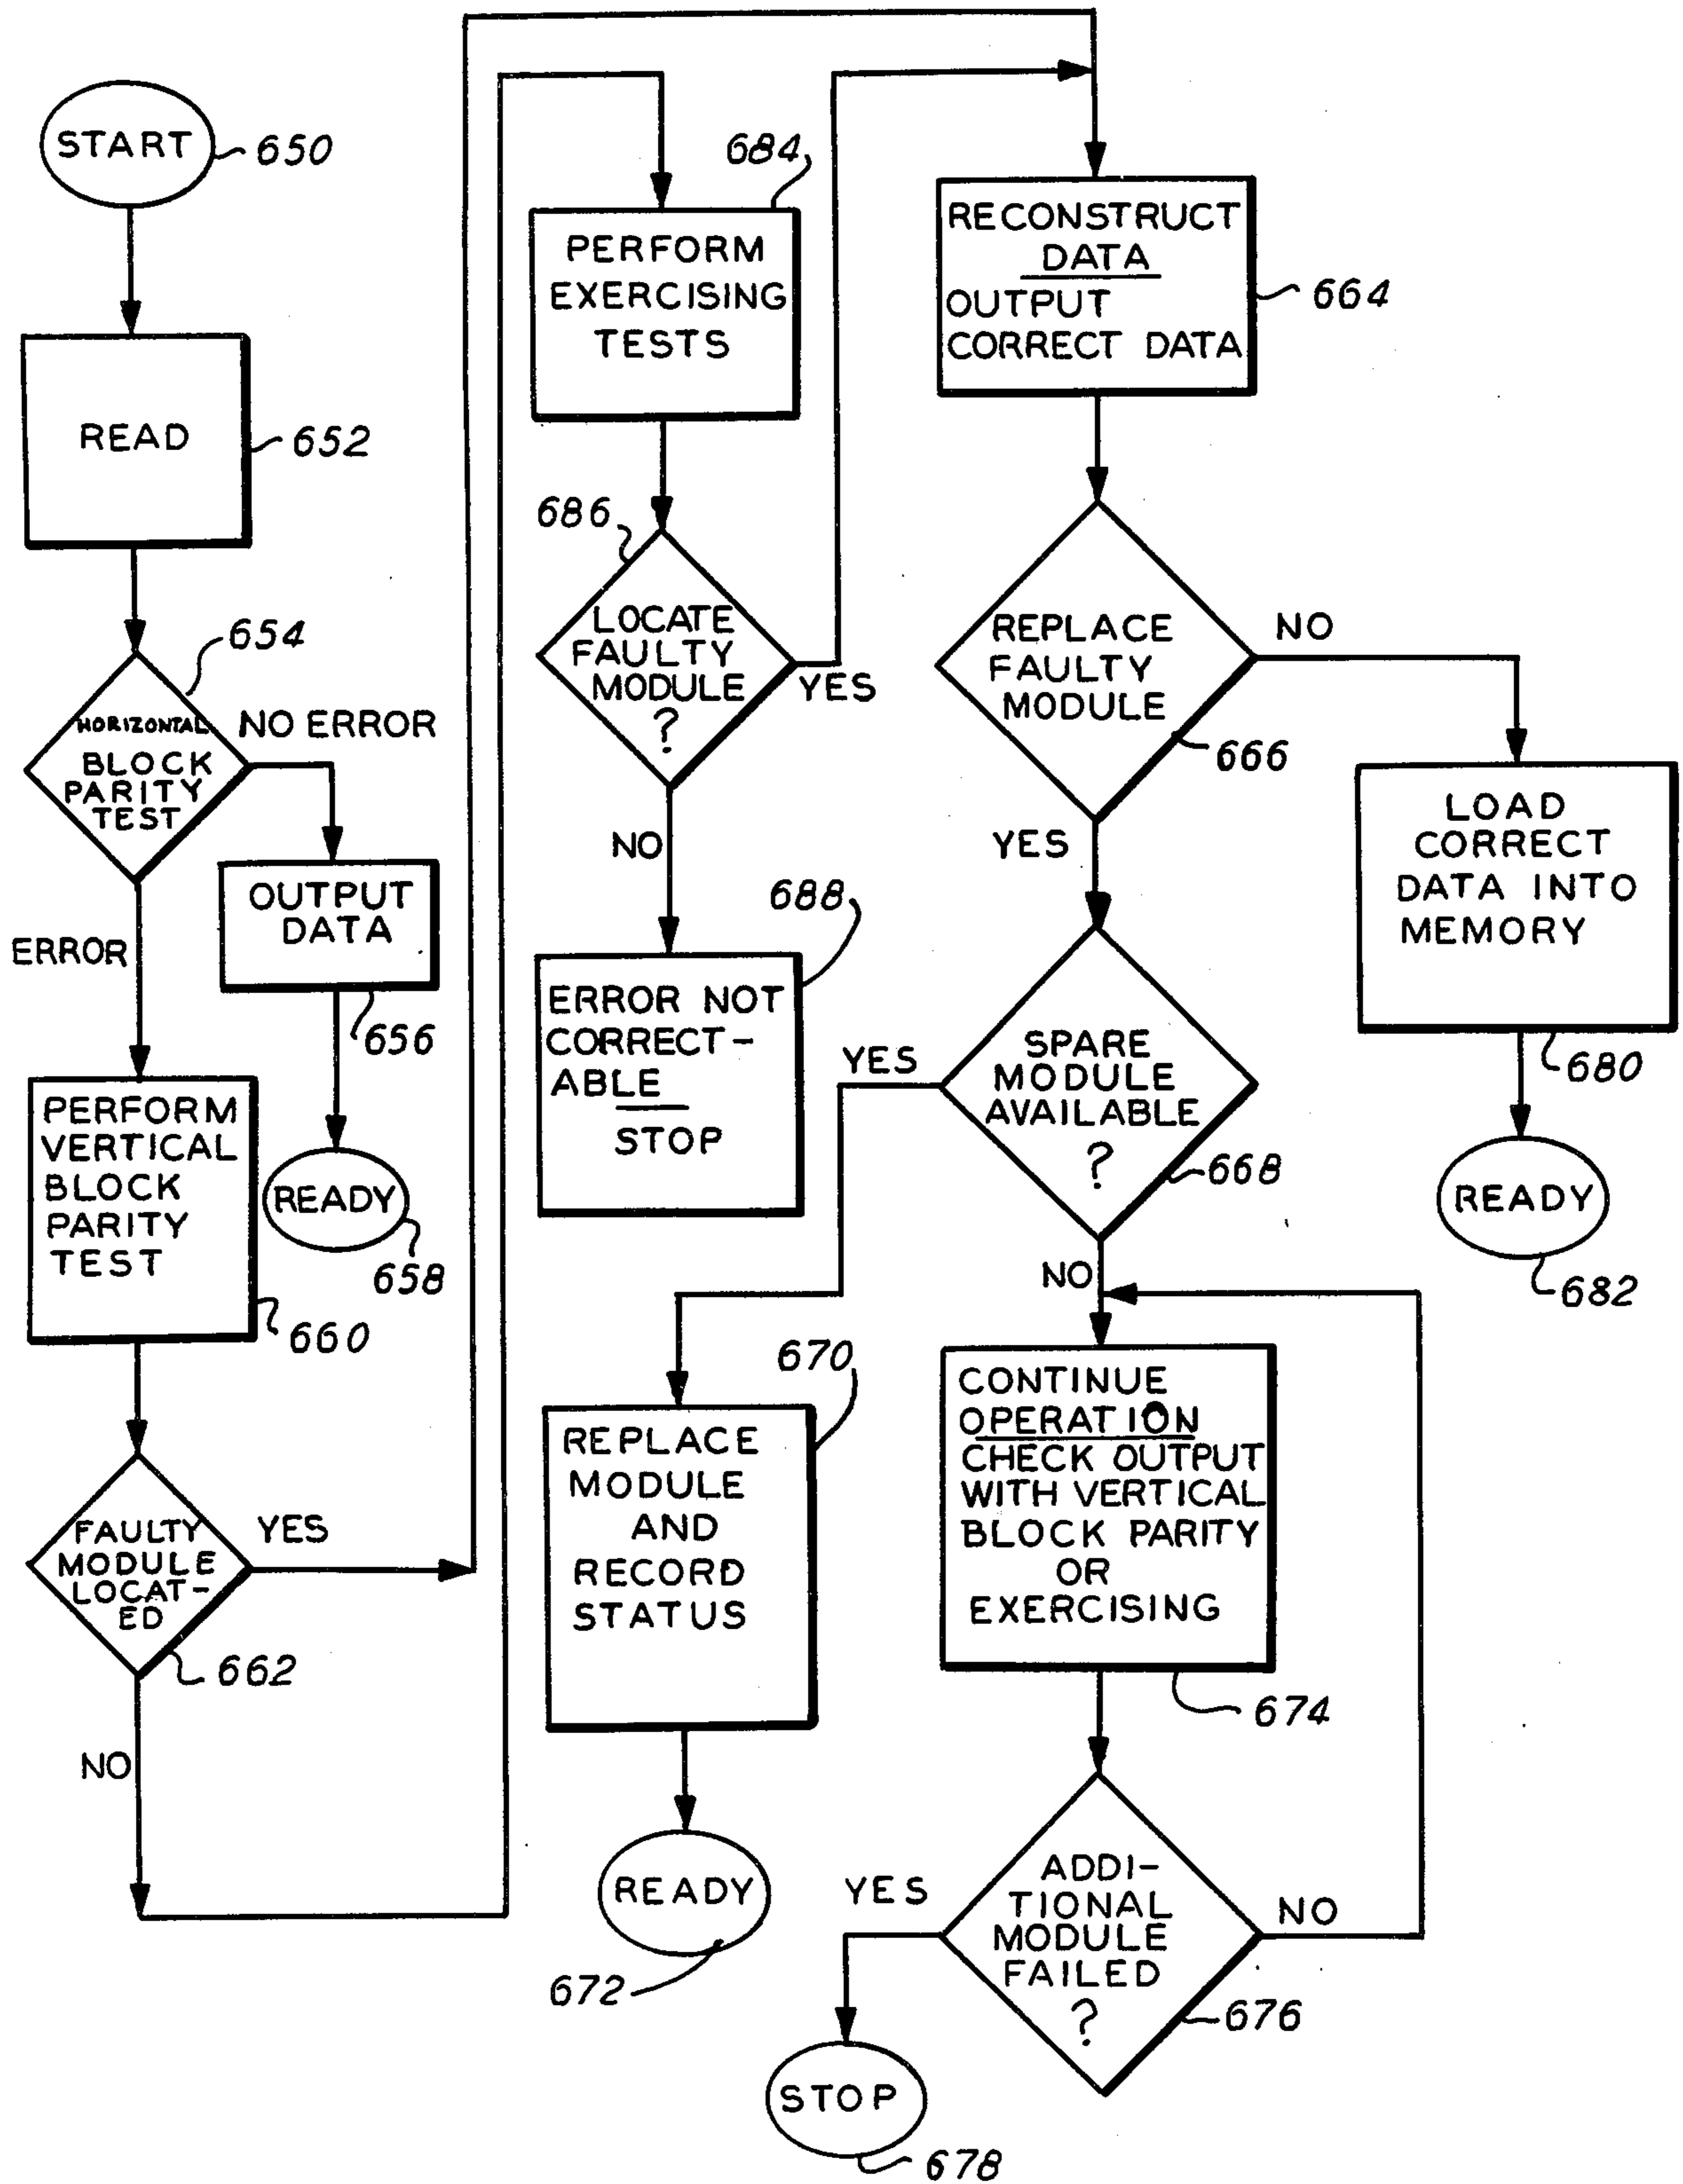 START
650
READ
652
654
HORIZONTAL
BLOCK
PARITY
TEST
NO ERROR
ERROR
OUTPUT
DATA
656
READY
658
PERFORM
VERTICAL
BLOCK
PARITY
TEST
660
FAULTY
MODULE
LOCAT-
ED
YES
662
NO
684
PERFORM
EXERCISING
TESTS
686
LOCATE
FAULTY
MODULE
?
YES
NO
688
ERROR NOT
CORRECT-
ABLE
STOP
RECONSTRUCT
DATA
OUTPUT
CORRECT DATA
664
REPLACE
FAULTY
MODULE
NO
666
YES
LOAD
CORRECT
DATA INTO
MEMORY
680
READY
682
SPARE
MODULE
AVAILABLE
?
YES
668
NO
670
REPLACE
MODULE
AND
RECORD
STATUS
READY
672
CONTINUE
OPERATION
CHECK OUTPUT
WITH VERTICAL
BLOCK PARITY
OR
EXERCISING
674
ADDI-
TIONAL
MODULE
FAILED
?
YES
NO
676
STOP
678